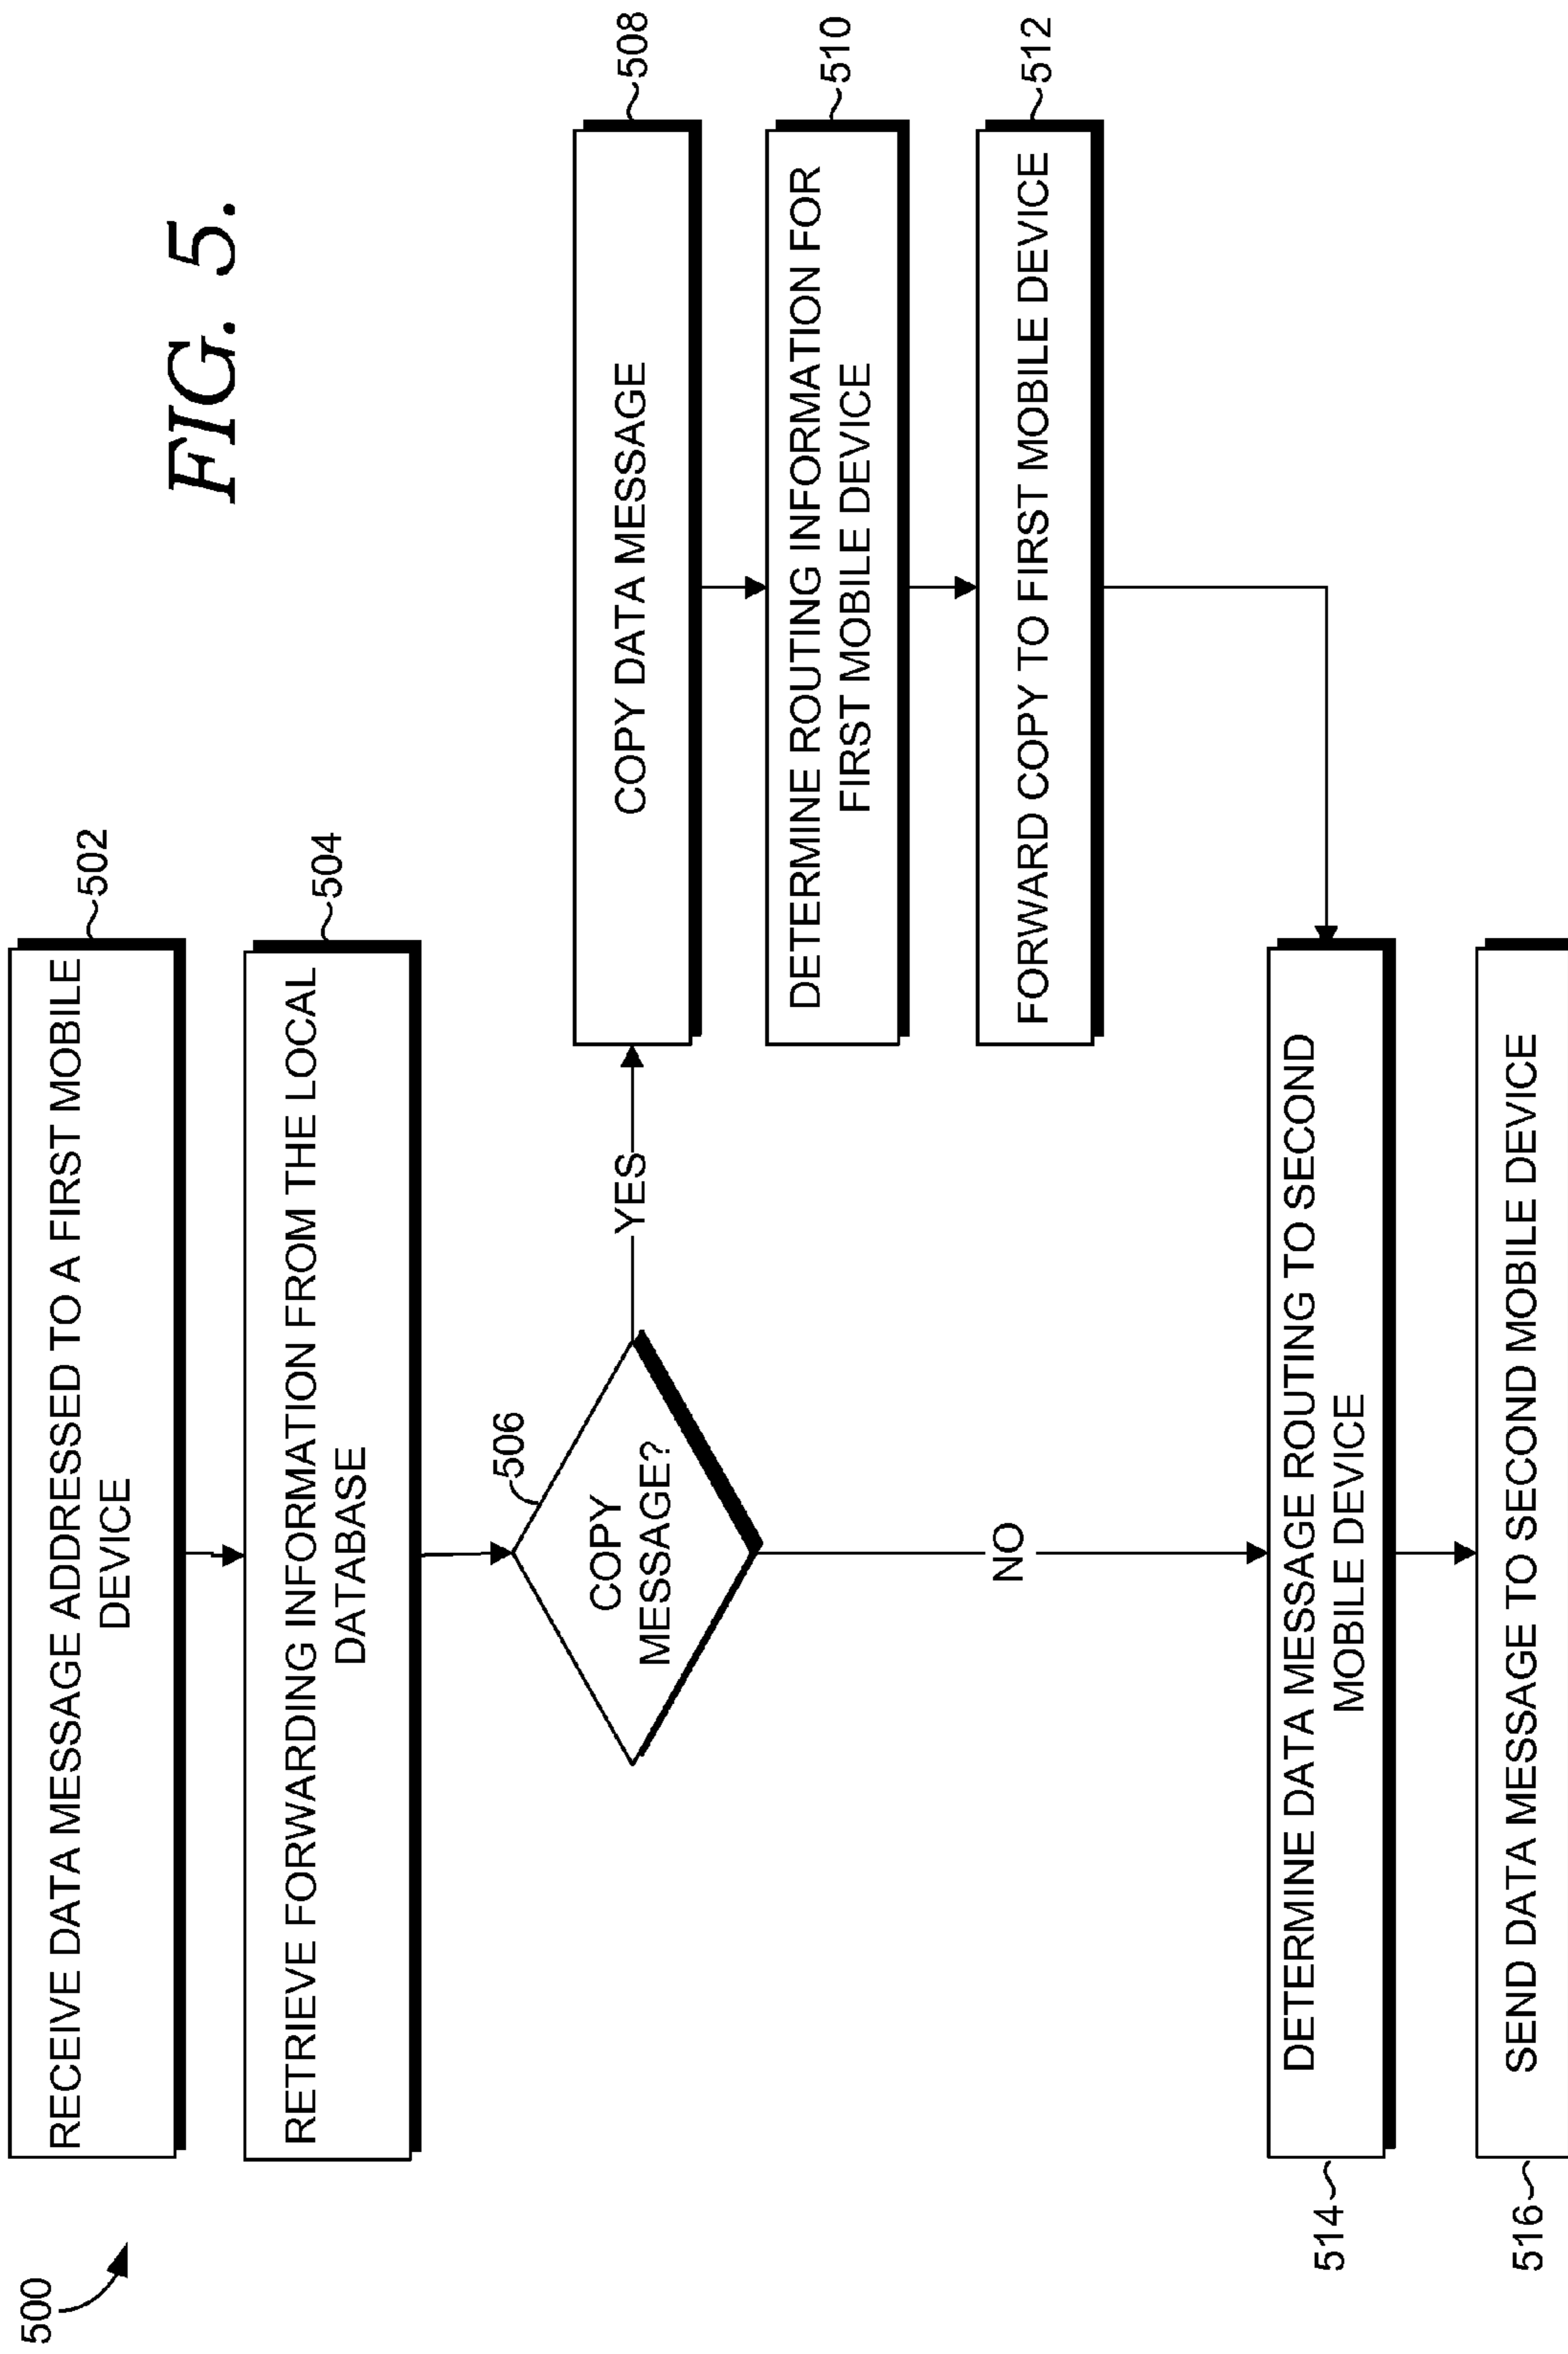 FIG. 5.
500
RECEIVE DATA MESSAGE ADDRESSED TO A FIRST MOBILE
DEVICE
502
RETRIEVE FORWARDING INFORMATION FROM THE LOCAL
DATABASE
504
506
COPY
MESSAGE?
YES
NO
COPY DATA MESSAGE
508
DETERMINE ROUTING INFORMATION FOR
FIRST MOBILE DEVICE
510
FORWARD COPY TO FIRST MOBILE DEVICE
512
514
DETERMINE DATA MESSAGE ROUTING TO SECOND
MOBILE DEVICE
516
SEND DATA MESSAGE TO SECOND MOBILE DEVICE